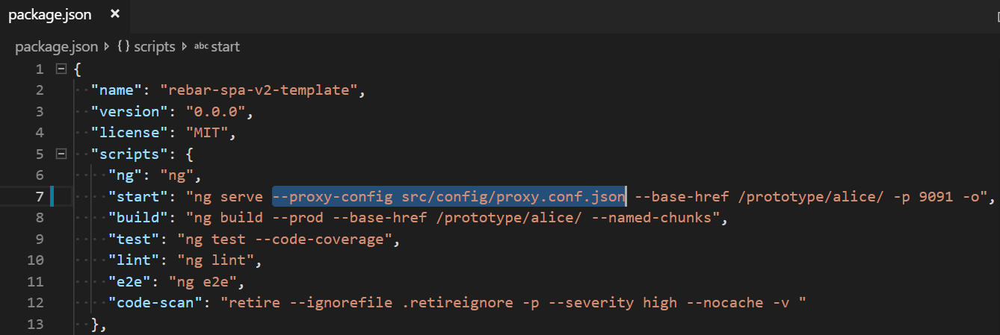 package.json ×
package.json > {} scripts > abc start
1 {
2 "name": "rebar-spa-v2-template",
3 "version": "0.0.0",
4 "license": "MIT",
5 "scripts": {
6 "ng": "ng",
7 "start": "ng serve --proxy-config src/config/proxy.conf.json --base-href /prototype/alice/ -p 9091 -o",
8 "build": "ng build --prod --base-href /prototype/alice/ --named-chunks",
9 "test": "ng test --code-coverage",
10 "lint": "ng lint",
11 "e2e": "ng e2e",
12 "code-scan": "retire --ignorefile .retireignore -p --severity high --nocache -v "
13 },